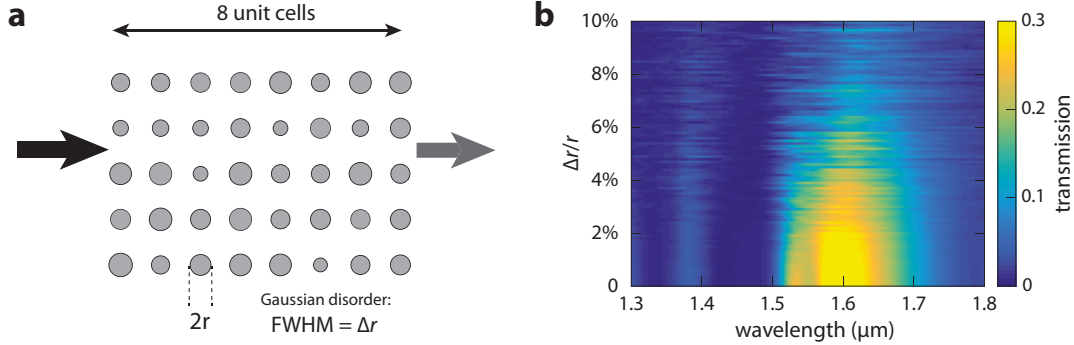 a
8 unit cells
2r
Gaussian disorder:
FWHM = Δr
b
10%
8%
6%
4%
2%
0
Δr/r
1.3
1.4
1.5
1.6
1.7
1.8
wavelength (μm)
0.3
0.2
0.1
0
transmission